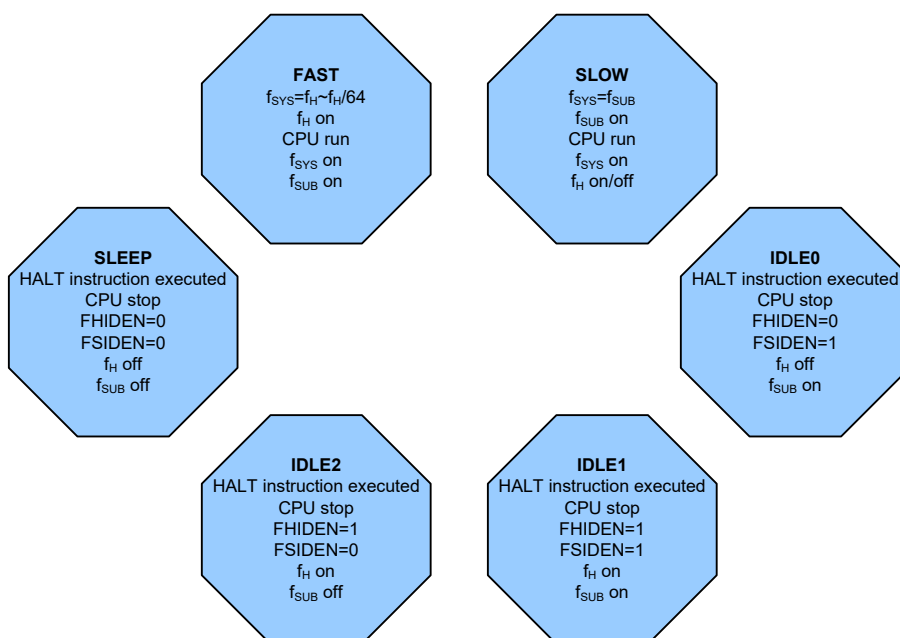 FAST
fSYS=fH~fH/64
fH on
CPU run
fSYS on
fSUB on
SLOW
fSYS=fSUB
fSUB on
CPU run
fSYS on
fH on/off
SLEEP
HALT instruction executed
CPU stop
FHIDEN=0
FSIDEN=0
fH off
fSUB off
IDLE0
HALT instruction executed
CPU stop
FHIDEN=0
FSIDEN=1
fH off
fSUB on
IDLE2
HALT instruction executed
CPU stop
FHIDEN=1
FSIDEN=0
fH on
fSUB off
IDLE1
HALT instruction executed
CPU stop
FHIDEN=1
FSIDEN=1
fH on
fSUB on